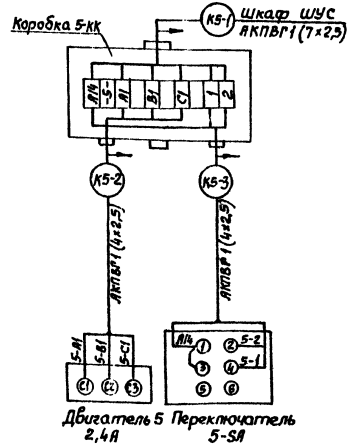 К5-1
Шкаф ШУС
АКПВГ1(7×2,5)
Коробка 5-кк
А14
-5-
А1
В1
С1
1
2
К5-2
К5-3
АКПВГ1(4×2,5)
АКПВГ1(4×2,5)
5-А1
5-В1
5-С1
С1
С2
С3
А14
1
2
5-2
3
4
5-1
5
6
Двигатель 5
2,4А
Переключатель
5-SA